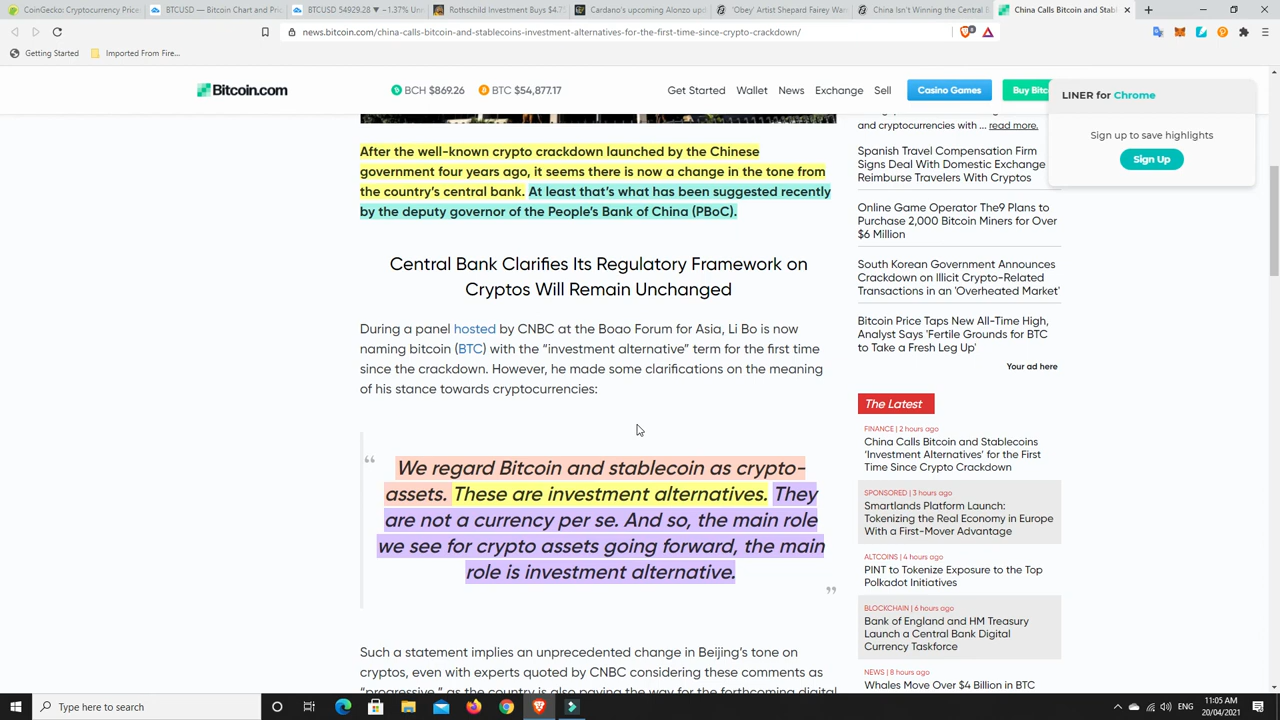 CoinGecko: Cryptocurrency Price
BTCUSD — Bitcoin Chart and Pric
BTCUSD 54929.28 ▼ −1.37% Un
Rothschild Investment Buys $4.7
Cardano's upcoming Alonzo up
'Obey' Artist Shepard Fairey Wan
China Isn't Winning the Central B
China Calls Bitcoin and Stabl
news.bitcoin.com/china-calls-bitcoin-and-stablecoins-investment-alternatives-for-the-first-time-since-crypto-crackdown/
Cookie Checker
Imported From Fire...
Bitcoin.com
BCH $869.26
BTC $54,877.17
Get Started
Wallet
News
Exchange
Sell
Casino Games
Buy Bitc
LINER for Chrome
Sign up to save highlights
Sign Up
After the well-known crypto crackdown launched by the Chinese
government four years ago, it seems there is now a change in the tone from
the country's central bank. At least that's what has been suggested recently
by the deputy governor of the People's Bank of China (PBoC).
Central Bank Clarifies Its Regulatory Framework on
Cryptos Will Remain Unchanged
During a panel hosted by CNBC at the Boao Forum for Asia, Li Bo is now
naming bitcoin (BTC) with the “investment alternative” term for the first time
since the crackdown. However, he made some clarifications on the meaning
of his stance towards cryptocurrencies:
“
We regard Bitcoin and stablecoin as crypto-
assets. These are investment alternatives. They
are not a currency per se. And so, the main role
we see for crypto assets going forward, the main
role is investment alternative.
”
Such a statement implies an unprecedented change in Beijing's tone on
cryptos, even with experts quoted by CNBC considering these comments as
“progressive,” as the country is also paving the way for the forthcoming digital
and cryptocurrencies with ... read more.
Spanish Travel Compensation Firm
Signs Deal With Domestic Exchange
Reimburse Travelers With Cryptos
Online Game Operator The9 Plans to
Purchase 2,000 Bitcoin Miners for Over
$6 Million
South Korean Government Announces
Crackdown on Illicit Crypto-Related
Transactions in an 'Overheated Market'
Bitcoin Price Taps New All-Time High,
Analyst Says 'Fertile Grounds for BTC
to Take a Fresh Leg Up'
Your ad here
The Latest
FINANCE | 2 hours ago
China Calls Bitcoin and Stablecoins
'Investment Alternatives' for the First
Time Since Crypto Crackdown
SPONSORED | 3 hours ago
Smartlands Platform Launch:
Tokenizing the Real Economy in Europe
With a First-Mover Advantage
ALTCOINS | 4 hours ago
PINT to Tokenize Exposure to the Top
Polkadot Initiatives
BLOCKCHAIN | 6 hours ago
Bank of England and HM Treasury
Launch a Central Bank Digital
Currency Taskforce
NEWS | 8 hours ago
Whales Move Over $4 Billion in BTC
Type here to search
ENG
11:05 AM
20/04/2021